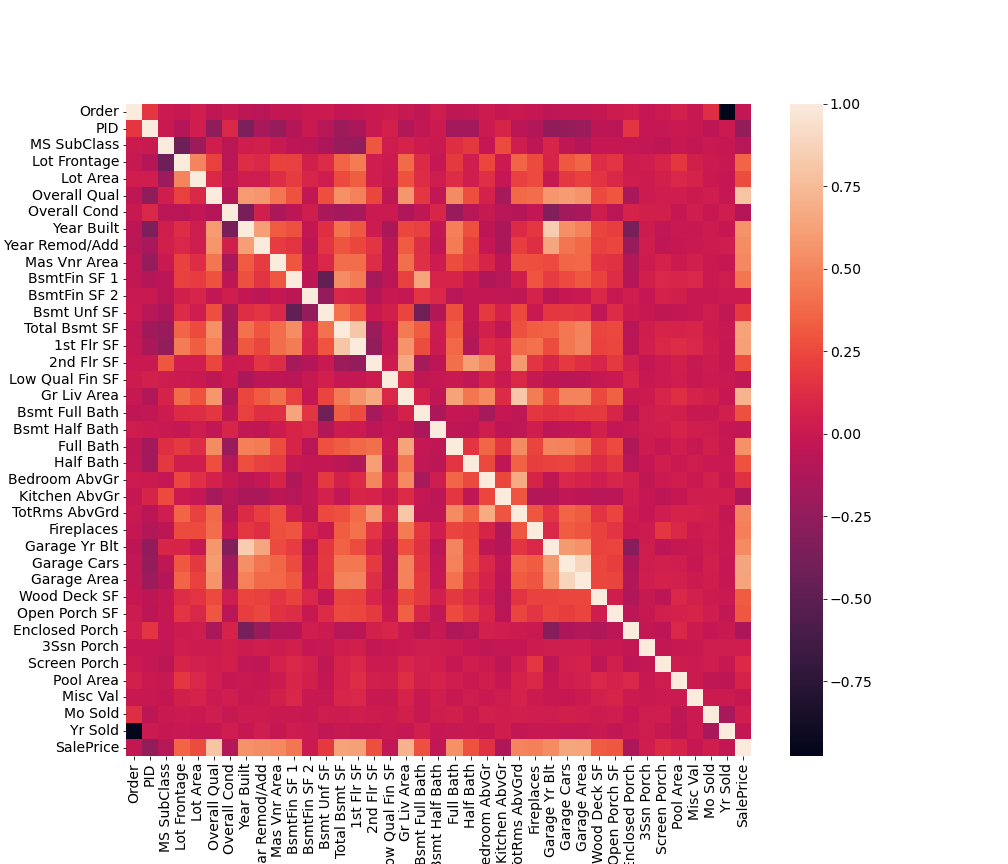 Order
PID
MS SubClass
Lot Frontage
Lot Area
Overall Qual
Overall Cond
Year Built
Year Remod/Add
Mas Vnr Area
BsmtFin SF 1
BsmtFin SF 2
Bsmt Unf SF
Total Bsmt SF
1st Flr SF
2nd Flr SF
Low Qual Fin SF
Gr Liv Area
Bsmt Full Bath
Bsmt Half Bath
Full Bath
Half Bath
Bedroom AbvGr
Kitchen AbvGr
TotRms AbvGrd
Fireplaces
Garage Yr Blt
Garage Cars
Garage Area
Wood Deck SF
Open Porch SF
Enclosed Porch
3Ssn Porch
Screen Porch
Pool Area
Misc Val
Mo Sold
Yr Sold
SalePrice
Order
PID
MS SubClass
Lot Frontage
Lot Area
Overall Qual
Overall Cond
Year Built
ar Remod/Add
Mas Vnr Area
BsmtFin SF 1
BsmtFin SF 2
Bsmt Unf SF
Total Bsmt SF
1st Flr SF
2nd Flr SF
ow Qual Fin SF
Gr Liv Area
Bsmt Full Bath
smt Half Bath
Full Bath
Half Bath
edroom AbvGr
Kitchen AbvGr
otRms AbvGrd
Fireplaces
Garage Yr Blt
Garage Cars
Garage Area
Wood Deck SF
Open Porch SF
nclosed Porch
3Ssn Porch
Screen Porch
Pool Area
Misc Val
Mo Sold
Yr Sold
SalePrice
1.00
0.75
0.50
0.25
0.00
−0.25
−0.50
−0.75